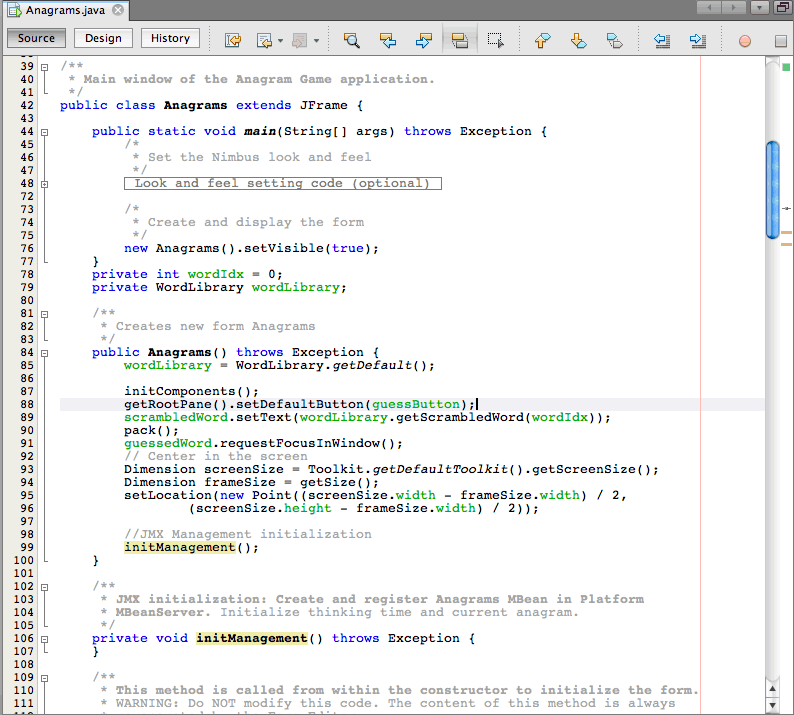 Anagrams.java
Source Design History
39 /**
40 * Main window of the Anagram Game application.
41 */
42 public class Anagrams extends JFrame {
43
44 public static void main(String[] args) throws Exception {
45 /*
46 * Set the Nimbus look and feel
47 */
48 Look and feel setting code (optional)
72
73 /*
74 * Create and display the form
75 */
76 new Anagrams().setVisible(true);
77 }
78 private int wordIdx = 0;
79 private WordLibrary wordLibrary;
80
81 /**
82 * Creates new form Anagrams
83 */
84 public Anagrams() throws Exception {
85 wordLibrary = WordLibrary.getDefault();
86
87 initComponents();
88 getRootPane().setDefaultButton(guessButton);
89 scrambledWord.setText(wordLibrary.getScrambledWord(wordIdx));
90 pack();
91 guessedWord.requestFocusInWindow();
92 // Center in the screen
93 Dimension screenSize = Toolkit.getDefaultToolkit().getScreenSize();
94 Dimension frameSize = getSize();
95 setLocation(new Point((screenSize.width - frameSize.width) / 2,
96 (screenSize.height - frameSize.width) / 2));
97
98 //JMX Management initialization
99 initManagement();
100 }
101
102 /**
103 * JMX initialization: Create and register Anagrams MBean in Platform
104 * MBeanServer. Initialize thinking time and current anagram.
105 */
106 private void initManagement() throws Exception {
107 }
108
109 /**
110 * This method is called from within the constructor to initialize the form.
111 * WARNING: Do NOT modify this code. The content of this method is always